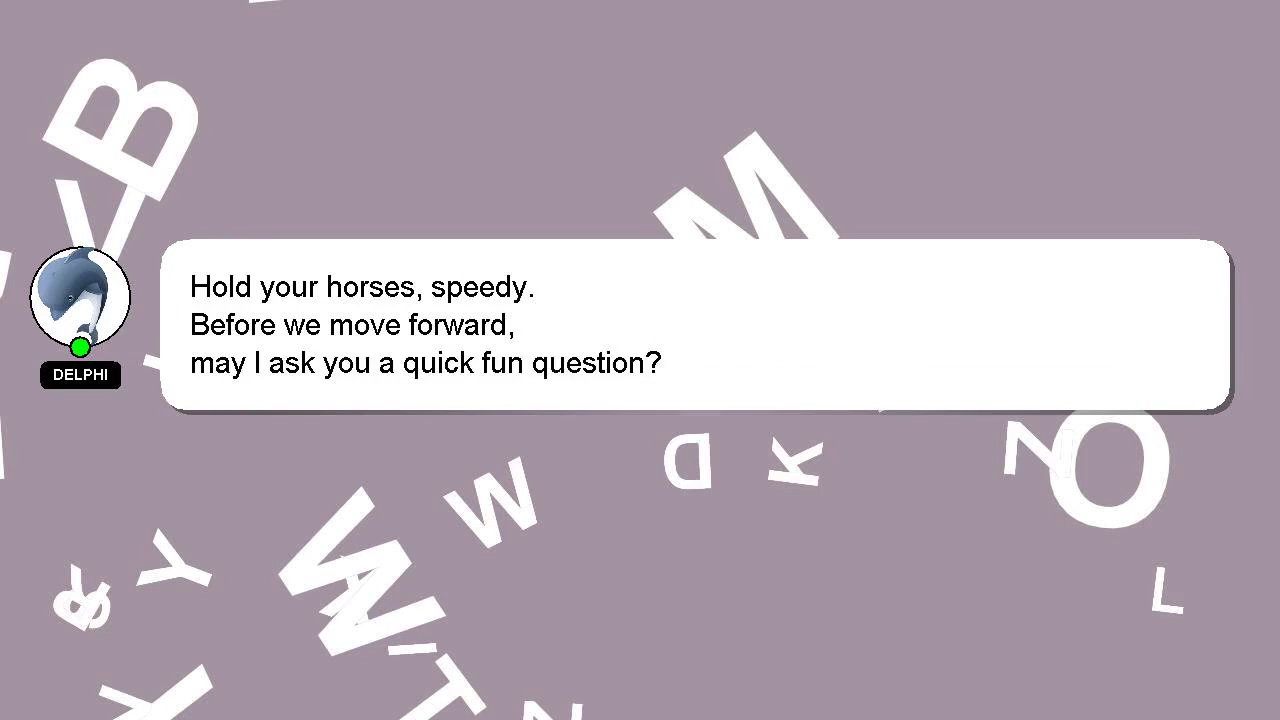 Hold your horses, speedy.
Before we move forward,
may I ask you a quick fun question?
DELPHI
B
M
W
D
K
Z
O
Y
W
L
R
I
T